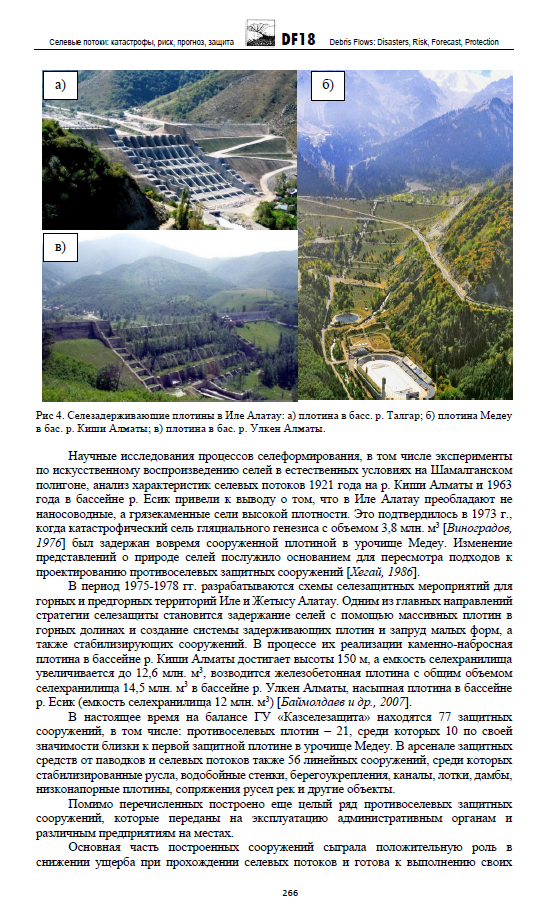 Селевые потоки: катастрофы, риск, прогноз, защита
DF18
Debris Flows: Disasters, Risk, Forecast, Protection
а)
б)
в)
Рис 4. Селезадерживающие плотины в Иле Алатау: а) плотина в басс. р. Талгар; б) плотина Медеу
в бас. р. Киши Алматы; в) плотина в бас. р. Улкен Алматы.
Научные исследования процессов селеформирования, в том числе эксперименты
по искусственному воспроизведению селей в естественных условиях на Шамалганском
полигоне, анализ характеристик селевых потоков 1921 года на р. Киши Алматы и 1963
года в бассейне р. Есик привели к выводу о том, что в Иле Алатау преобладают не
наносоводные, а грязекаменные сели высокой плотности. Это подтвердилось в 1973 г.,
когда катастрофический сель гляциального генезиса с объемом 3,8 млн. м³ [Виноградов,
1976] был задержан вовремя сооруженной плотиной в урочище Медеу. Изменение
представлений о природе селей послужило основанием для пересмотра подходов к
проектированию противоселевых защитных сооружений [Хегай, 1986].
В период 1975-1978 гг. разрабатываются схемы селезащитных мероприятий для
горных и предгорных территорий Иле и Жетысу Алатау. Одним из главных направлений
стратегии селезащиты становится задержание селей с помощью массивных плотин в
горных долинах и создание системы задерживающих плотин и запруд малых форм, а
также стабилизирующих сооружений. В процессе их реализации каменно-набросная
плотина в бассейне р. Киши Алматы достигает высоты 150 м, а емкость селехранилища
увеличивается до 12,6 млн. м³, возводится железобетонная плотина с общим объемом
селехранилища 14,5 млн. м³ в бассейне р. Улкен Алматы, насыпная плотина в бассейне
р. Есик (емкость селехранилища 12 млн. м³) [Баймолдаев и др., 2007].
В настоящее время на балансе ГУ «Казселезащита» находятся 77 защитных
сооружений, в том числе: противоселевых плотин – 21, среди которых 10 по своей
значимости близки к первой защитной плотине в урочище Медеу. В арсенале защитных
средств от паводков и селевых потоков также 56 линейных сооружений, среди которых
стабилизированные русла, водобойные стенки, берегоукрепления, каналы, лотки, дамбы,
низконапорные плотины, сопряжения русел рек и другие объекты.
Помимо перечисленных построено еще целый ряд противоселевых защитных
сооружений, которые переданы на эксплуатацию административным органам и
различным предприятиям на местах.
Основная часть построенных сооружений сыграла положительную роль в
снижении ущерба при прохождении селевых потоков и готова к выполнению своих
266